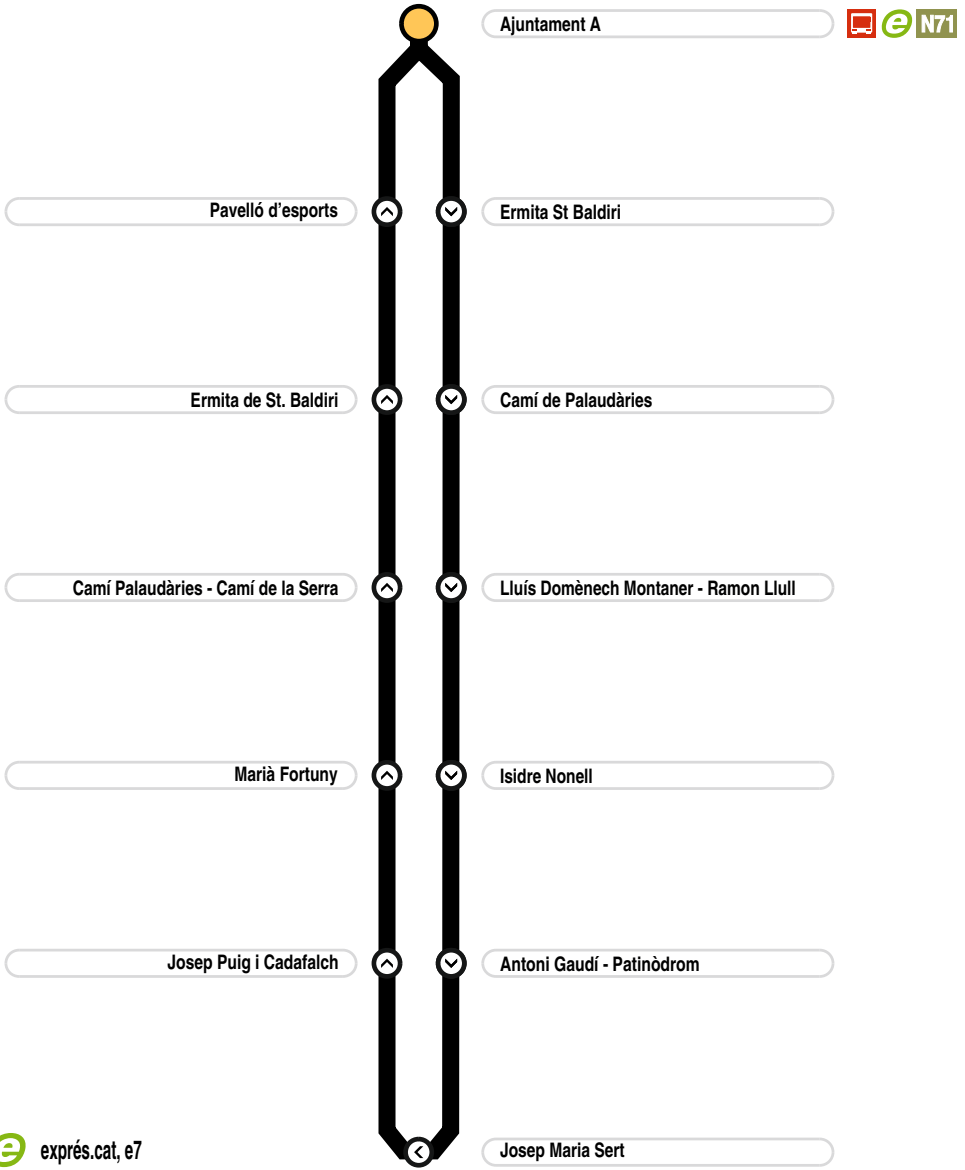 Ajuntament A e N71
Pavelló d'esports Ermita St Baldiri
Ermita de St. Baldiri Camí de Palaudàries
Camí Palaudàries - Camí de la Serra Lluís Domènech Montaner - Ramon Llull
Marià Fortuny Isidre Nonell
Josep Puig i Cadafalch Antoni Gaudí - Patinòdrom
e exprés.cat, e7 Josep Maria Sert